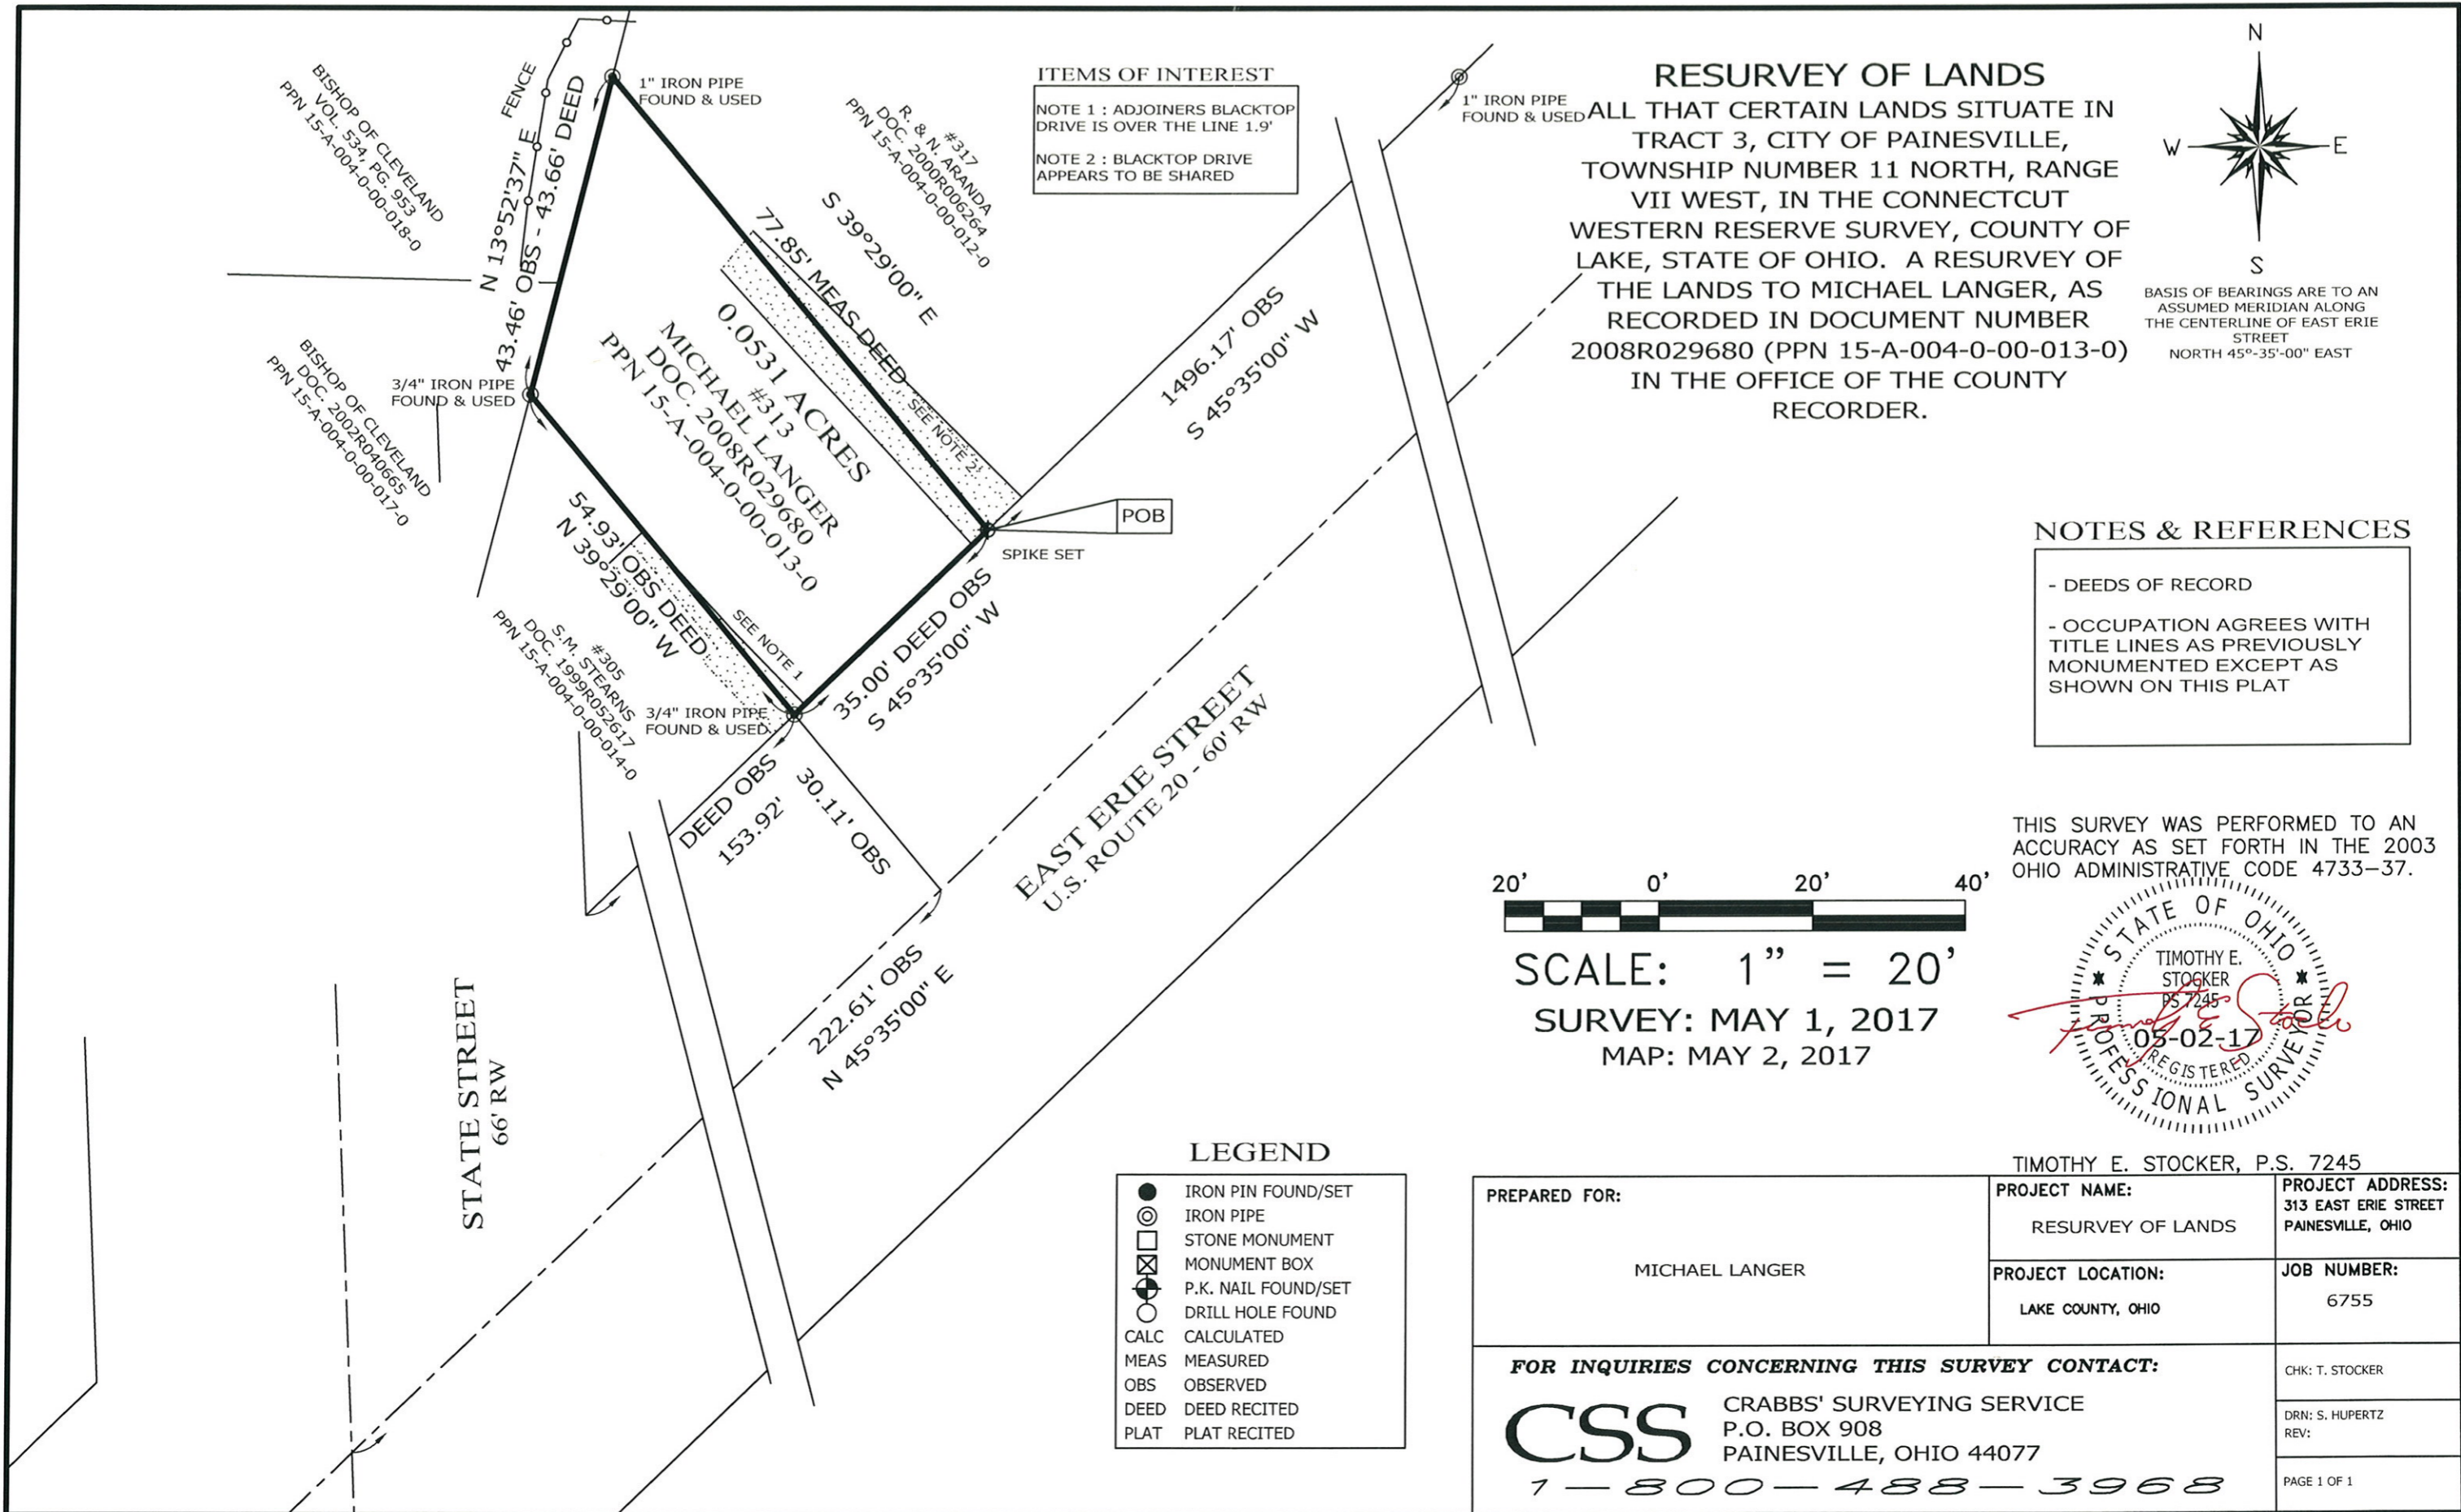 BISHOP OF CLEVELAND
VOL. 534, PG. 953
PPN 15-A-004-0-00-018-0
FENCE
N 13°52'37" E
43.46' OBS - 43.66' DEED
1" IRON PIPE
FOUND & USED
#317
R. & N. ARANDA
DOC. 2000R006264
PPN 15-A-004-0-00-012-0
ITEMS OF INTEREST
NOTE 1 : ADJOINERS BLACKTOP
DRIVE IS OVER THE LINE 1.9'
NOTE 2 : BLACKTOP DRIVE
APPEARS TO BE SHARED
1" IRON PIPE
FOUND & USED
RESURVEY OF LANDS
ALL THAT CERTAIN LANDS SITUATE IN
TRACT 3, CITY OF PAINESVILLE,
TOWNSHIP NUMBER 11 NORTH, RANGE
VII WEST, IN THE CONNECTCUT
WESTERN RESERVE SURVEY, COUNTY OF
LAKE, STATE OF OHIO. A RESURVEY OF
THE LANDS TO MICHAEL LANGER, AS
RECORDED IN DOCUMENT NUMBER
2008R029680 (PPN 15-A-004-0-00-013-0)
IN THE OFFICE OF THE COUNTY
RECORDER.
N
W
E
S
BASIS OF BEARINGS ARE TO AN
ASSUMED MERIDIAN ALONG
THE CENTERLINE OF EAST ERIE
STREET
NORTH 45°-35'-00" EAST
77.85' MEAS DEED
S 39°29'00" E
SEE NOTE 2
0.0531 ACRES
#313
MICHAEL LANGER
DOC. 2008R029680
PPN 15-A-004-0-00-013-0
1496.17' OBS
S 45°35'00" W
BISHOP OF CLEVELAND
DOC. 2002R040665
PPN 15-A-004-0-00-017-0
3/4" IRON PIPE
FOUND & USED
54.93' OBS DEED
N 39°29'00" W
SEE NOTE 1
POB
SPIKE SET
35.00' DEED OBS
S 45°35'00" W
#305
S.M. STEARNS
DOC. 1999R052617
PPN 15-A-004-0-00-014-0
3/4" IRON PIPE
FOUND & USED
DEED OBS
153.92'
30.11' OBS
EAST ERIE STREET
U.S. ROUTE 20 - 60' RW
222.61' OBS
N 45°35'00" E
STATE STREET
66' RW
NOTES & REFERENCES
- DEEDS OF RECORD
- OCCUPATION AGREES WITH
TITLE LINES AS PREVIOUSLY
MONUMENTED EXCEPT AS
SHOWN ON THIS PLAT
THIS SURVEY WAS PERFORMED TO AN
ACCURACY AS SET FORTH IN THE 2003
OHIO ADMINISTRATIVE CODE 4733-37.
20' 0' 20' 40'
SCALE: 1" = 20'
SURVEY: MAY 1, 2017
MAP: MAY 2, 2017
STATE OF OHIO
TIMOTHY E.
STOCKER
PS 7245
05-02-17
REGISTERED
PROFESSIONAL SURVEYOR
Timothy E Stocker
TIMOTHY E. STOCKER, P.S. 7245
LEGEND
IRON PIN FOUND/SET
IRON PIPE
STONE MONUMENT
MONUMENT BOX
P.K. NAIL FOUND/SET
DRILL HOLE FOUND
CALC CALCULATED
MEAS MEASURED
OBS OBSERVED
DEED DEED RECITED
PLAT PLAT RECITED
PREPARED FOR:
MICHAEL LANGER
PROJECT NAME:
RESURVEY OF LANDS
PROJECT ADDRESS:
313 EAST ERIE STREET
PAINESVILLE, OHIO
PROJECT LOCATION:
LAKE COUNTY, OHIO
JOB NUMBER:
6755
FOR INQUIRIES CONCERNING THIS SURVEY CONTACT:
CSS
CRABBS' SURVEYING SERVICE
P.O. BOX 908
PAINESVILLE, OHIO 44077
1-800-488-3968
CHK: T. STOCKER
DRN: S. HUPERTZ
REV:
PAGE 1 OF 1